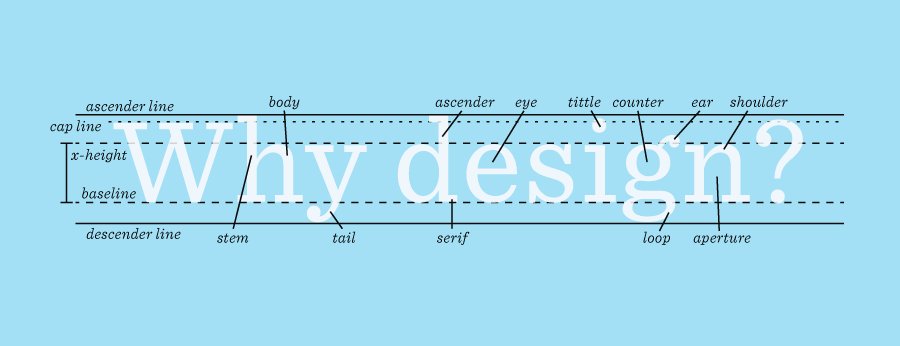 ascender line
body
ascender
eye
tittle
counter
ear
shoulder
cap line
x-height
baseline
Why design?
descender line
stem
tail
serif
loop
aperture